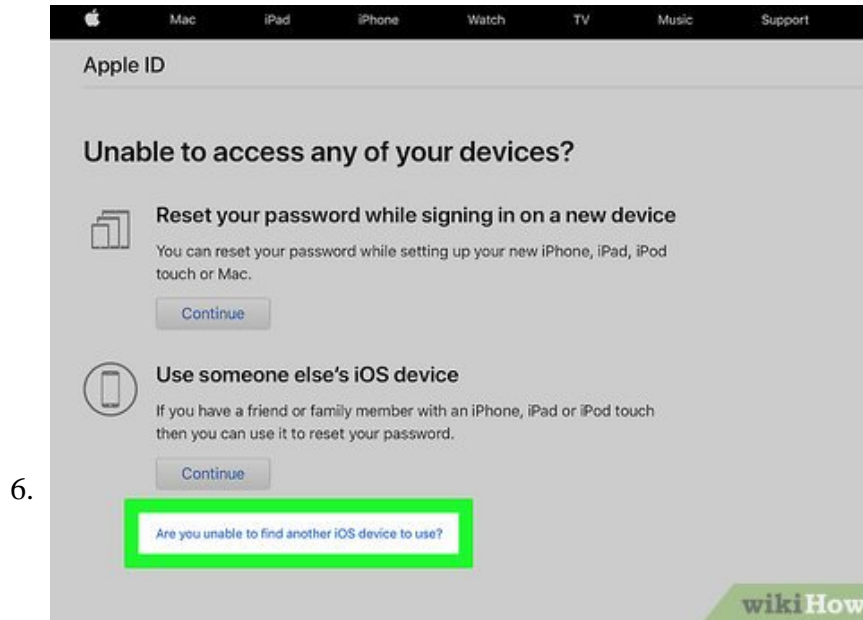 Mac iPad iPhone Watch TV Music Support
Apple ID
Unable to access any of your devices?
Reset your password while signing in on a new device
You can reset your password while setting up your new iPhone, iPad, iPod
touch or Mac.
Continue
Use someone else's iOS device
If you have a friend or family member with an iPhone, iPad or iPod touch
then you can use it to reset your password.
Continue
6.
Are you unable to find another iOS device to use?
wikiHow